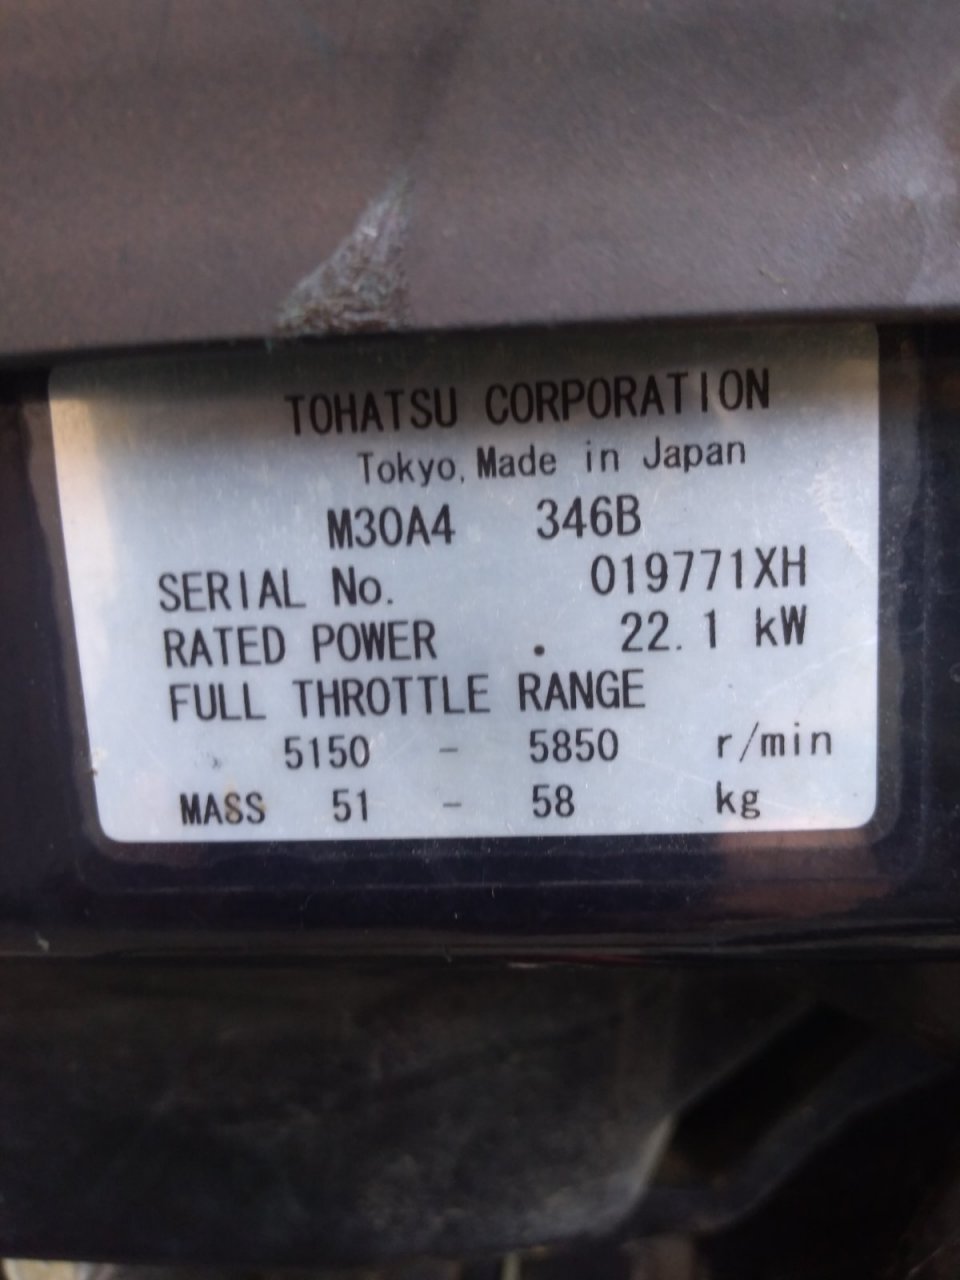 TOHATSU CORPORATION
Tokyo, Made in Japan
M30A4 346B
SERIAL No. 019771XH
RATED POWER . 22.1 kW
FULL THROTTLE RANGE
5150 - 5850 r/min
MASS 51 - 58 kg